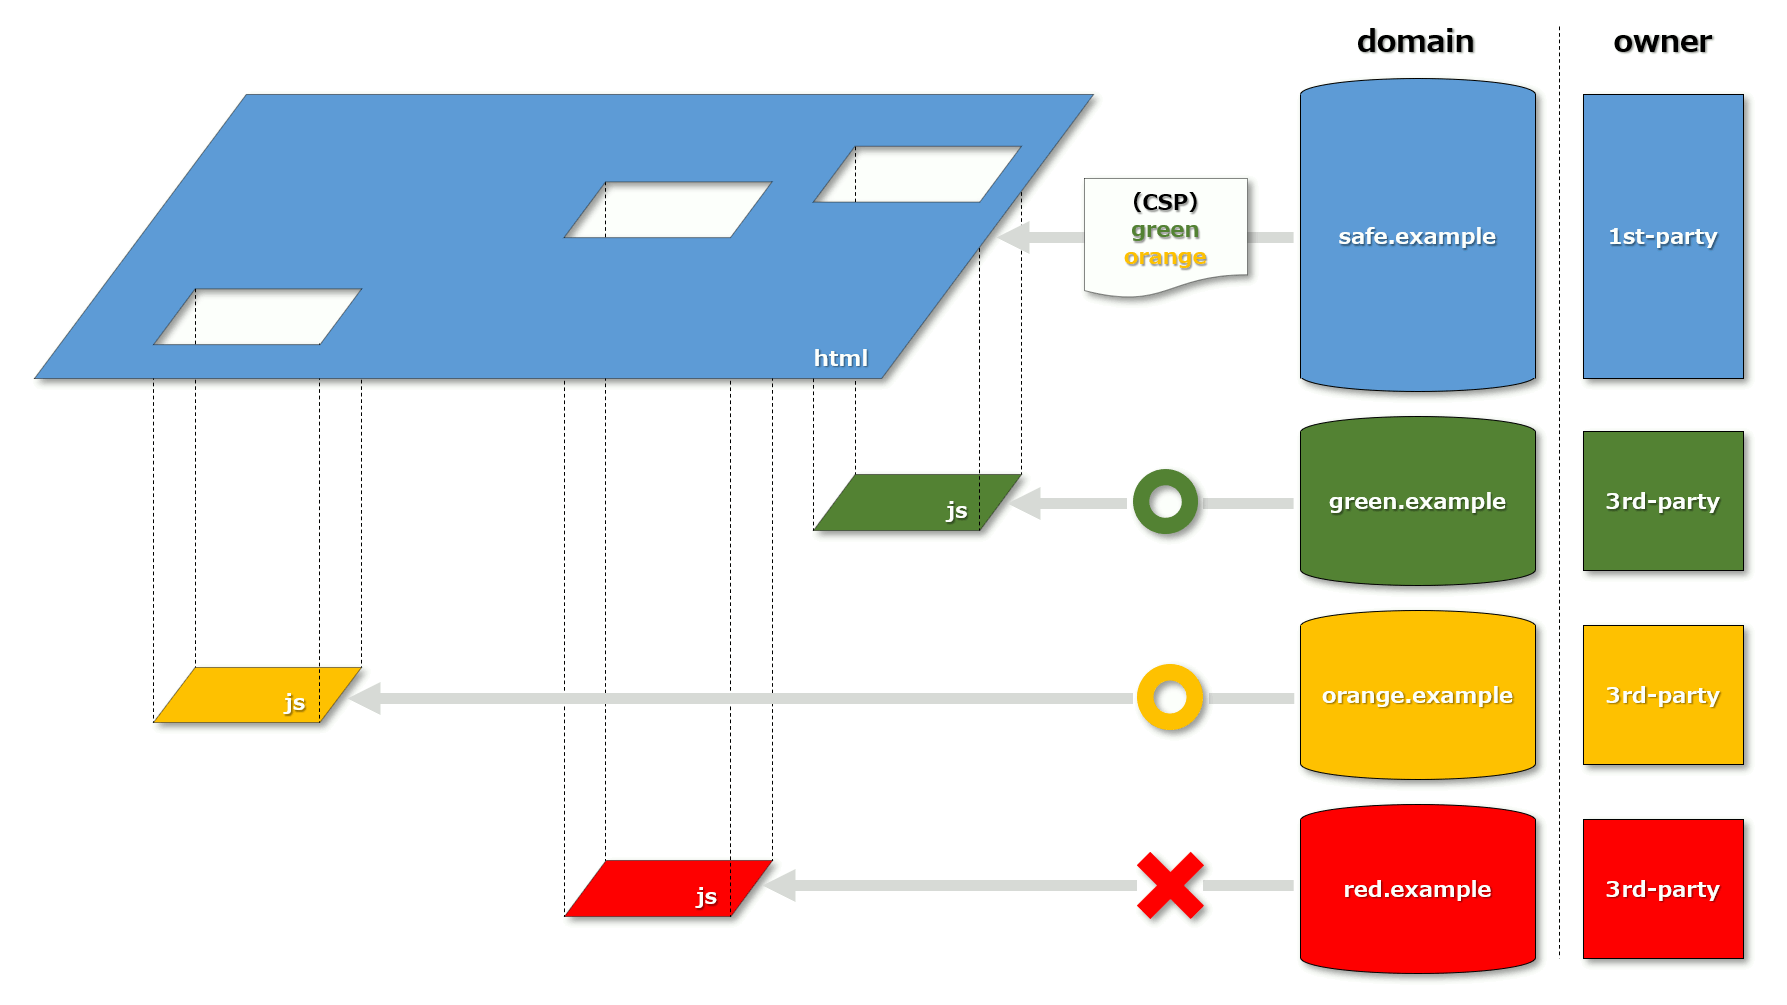 domain
owner
(CSP)
green
orange
safe.example
1st-party
html
js
green.example
3rd-party
js
orange.example
3rd-party
js
red.example
3rd-party